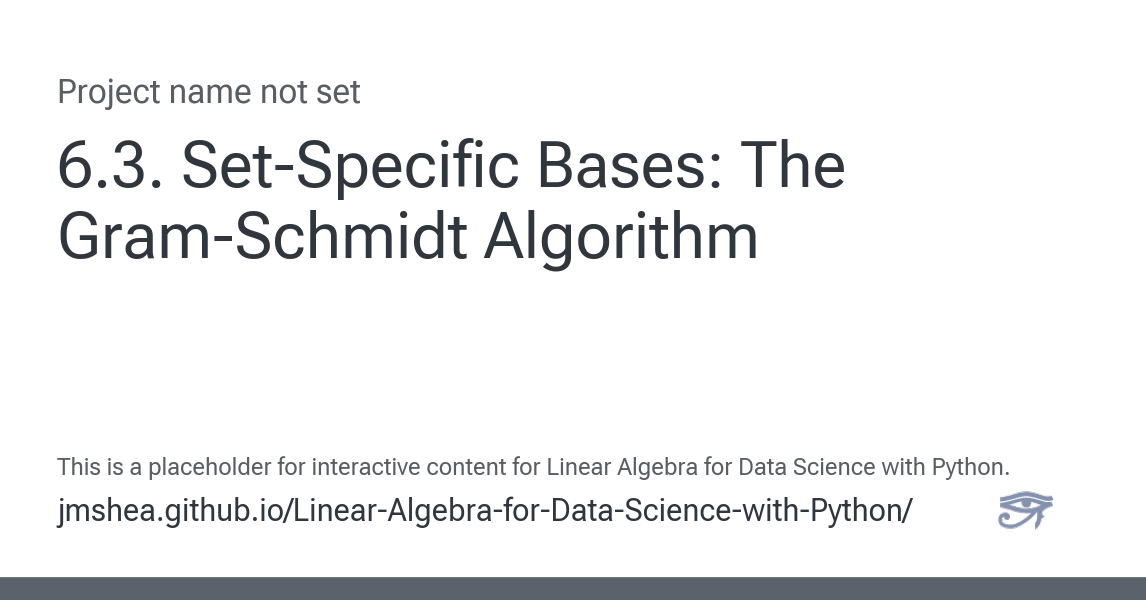 Project name not set
6.3. Set-Specific Bases: The
Gram-Schmidt Algorithm
This is a placeholder for interactive content for Linear Algebra for Data Science with Python.
jmshea.github.io/Linear-Algebra-for-Data-Science-with-Python/